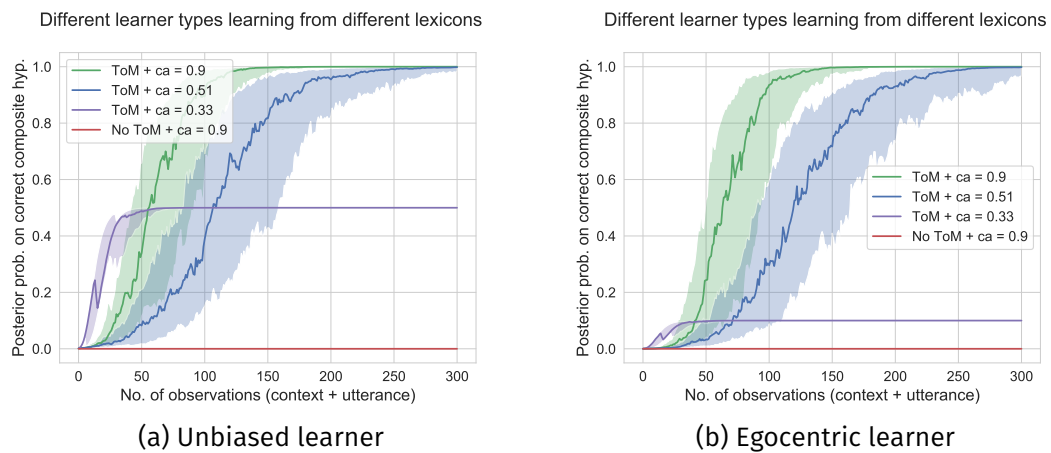 Different learner types learning from different lexicons
Posterior prob. on correct composite hyp.
1.0
0.8
0.6
0.4
0.2
0.0
ToM + ca = 0.9
ToM + ca = 0.51
ToM + ca = 0.33
No ToM + ca = 0.9
0 50 100 150 200 250 300
No. of observations (context + utterance)
(a) Unbiased learner
Different learner types learning from different lexicons
Posterior prob. on correct composite hyp.
1.0
0.8
0.6
0.4
0.2
0.0
ToM + ca = 0.9
ToM + ca = 0.51
ToM + ca = 0.33
No ToM + ca = 0.9
0 50 100 150 200 250 300
No. of observations (context + utterance)
(b) Egocentric learner